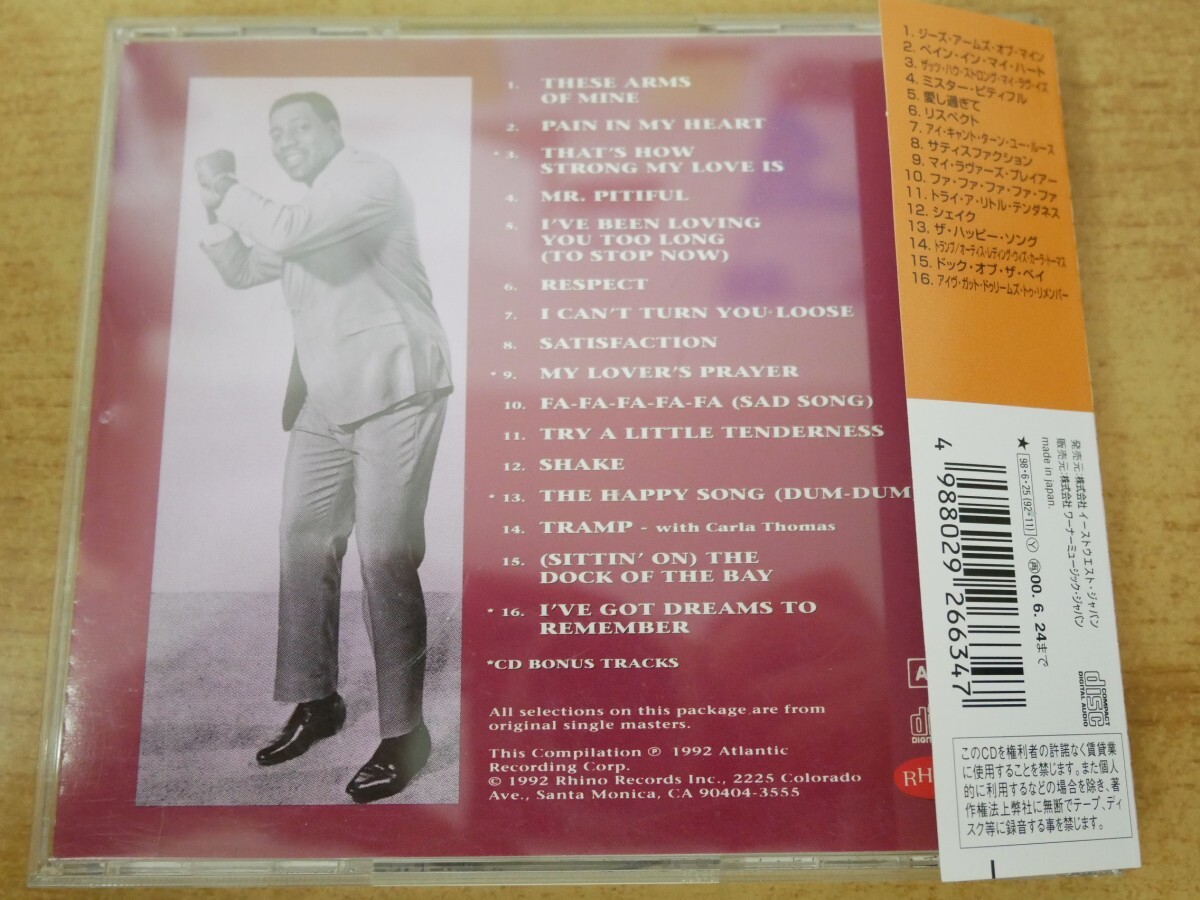 1. THESE ARMS
OF MINE
2. PAIN IN MY HEART
* 3. THAT'S HOW
STRONG MY LOVE IS
4. MR. PITIFUL
5. I'VE BEEN LOVING
YOU TOO LONG
(TO STOP NOW)
6. RESPECT
7. I CAN'T TURN YOU LOOSE
8. SATISFACTION
* 9. MY LOVER'S PRAYER
10. FA-FA-FA-FA-FA (SAD SONG)
11. TRY A LITTLE TENDERNESS
12. SHAKE
* 13. THE HAPPY SONG (DUM-DUM
14. TRAMP - with Carla Thomas
15. (SITTIN' ON) THE
DOCK OF THE BAY
* 16. I'VE GOT DREAMS TO
REMEMBER
*CD BONUS TRACKS
All selections on this package are from
original single masters.
This Compilation ℗ 1992 Atlantic
Recording Corp.
© 1992 Rhino Records Inc., 2225 Colorado
Ave., Santa Monica, CA 90404-3555
RH
1. ジーズ・アームズ・オブ・マイン
2. ペイン・イン・マイ・ハート
3. ザッツ・ハウ・ストロング・マイ・ラヴ・イズ
4. ミスター・ピティフル
5. 愛し過ぎて
6. リスペクト
7. アイ・キャント・ターン・ユー・ルース
8. サティスファクション
9. マイ・ラヴァーズ・プレイアー
10. ファ・ファ・ファ・ファ・ファ
11. トライ・ア・リトル・テンダネス
12. シェイク
13. ザ・ハッピー・ソング
14. トランプ/オーティス・レディング・ウィズ・カーラ・トーマス
15. ドック・オブ・ザ・ベイ
16. アイヴ・ガット・ドゥリームズ・トゥ・リメンバー
発売元:株式会社 イーストウエスト・ジャパン
販売元:株式会社 ワーナーミュージック・ジャパン
made in japan.
★ 98・6・25 (92・11) Ⓨ 再 00. 6. 24まで
4 988029 266347
COMPACT
disc
DIGITAL AUDIO
このCDを権利者の許諾なく賃貸業
に使用することを禁じます。また個人
的に利用するなどの場合を除き、著
作権法上弊社に無断でテープ、ディ
スク等に録音する事を禁じます。